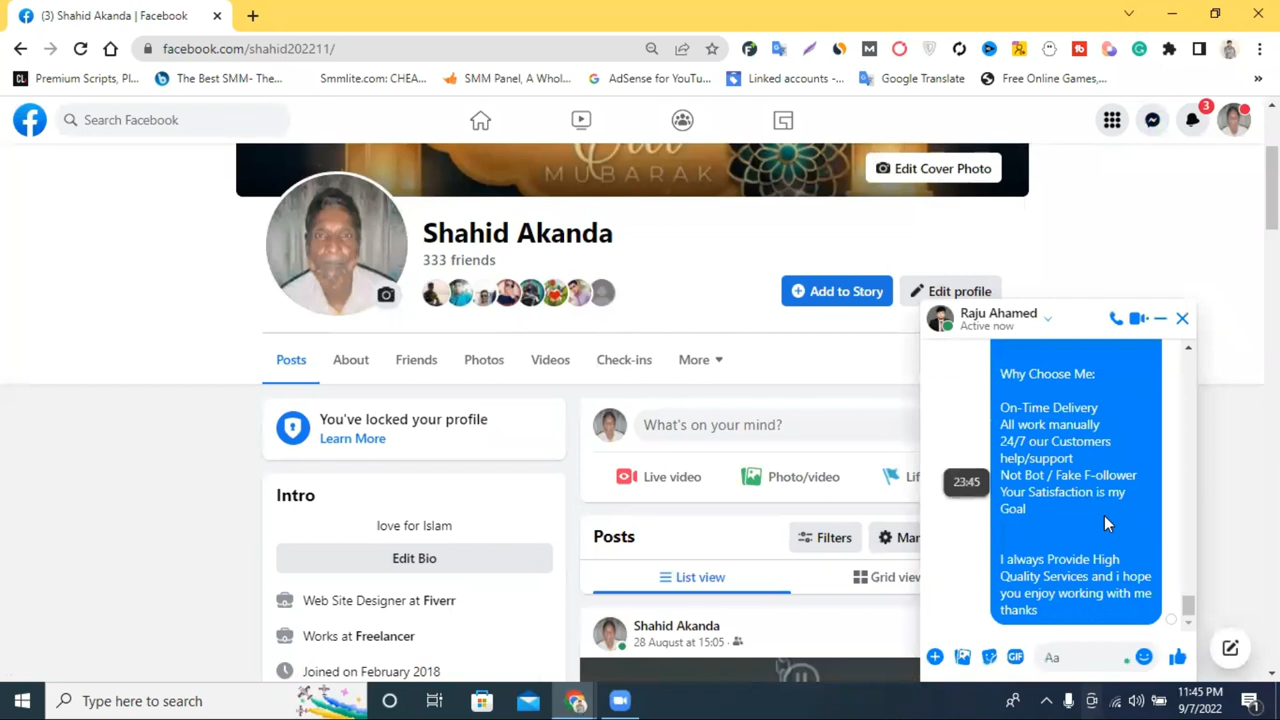 (3) Shahid Akanda | Facebook
facebook.com/shahid202211/
CL Premium Scripts, Pl...
The Best SMM- The...
Smmlite.com: CHEA...
SMM Panel, A Whol...
AdSense for YouTu...
Linked accounts -...
Google Translate
Free Online Games,...
Search Facebook
3
MUBARAK
Edit Cover Photo
Shahid Akanda
333 friends
Add to Story
Edit profile
Posts
About
Friends
Photos
Videos
Check-ins
More
You've locked your profile
Learn More
What's on your mind?
Live video
Photo/video
Lif
Intro
love for Islam
Edit Bio
Web Site Designer at Fiverr
Works at Freelancer
Joined on February 2018
Posts
Filters
Man
List view
Grid view
Shahid Akanda
28 August at 15:05
Raju Ahamed
Active now
Why Choose Me:
On-Time Delivery
All work manually
24/7 our Customers
help/support
Not Bot / Fake F-ollower
Your Satisfaction is my
Goal
23:45
I always Provide High
Quality Services and i hope
you enjoy working with me
thanks
GIF
Aa
Type here to search
11:45 PM
9/7/2022
1